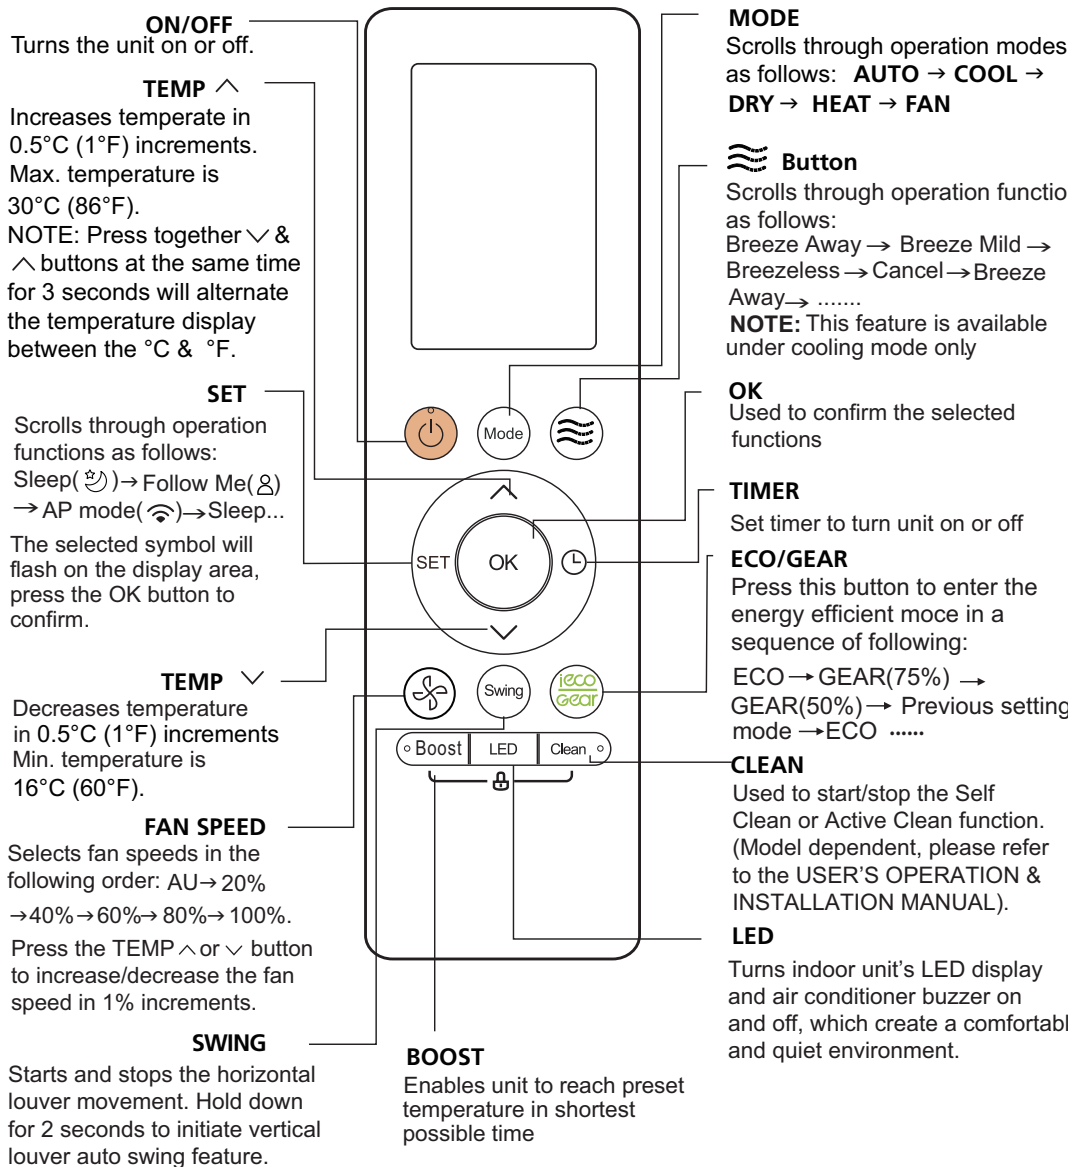 ON/OFF
Turns the unit on or off.
TEMP ︿
Increases temperate in
0.5°C (1°F) increments.
Max. temperature is
30°C (86°F).
NOTE: Press together ﹀ &
︿ buttons at the same time
for 3 seconds will alternate
the temperature display
between the °C & °F.
SET
Scrolls through operation
functions as follows:
Sleep( )→ Follow Me( )
→ AP mode( )→Sleep...
The selected symbol will
flash on the display area,
press the OK button to
confirm.
TEMP ﹀
Decreases temperature
in 0.5°C (1°F) increments
Min. temperature is
16°C (60°F).
FAN SPEED
Selects fan speeds in the
following order: AU→ 20%
→40%→60%→ 80%→100%.
Press the TEMP ︿ or ﹀ button
to increase/decrease the fan
speed in 1% increments.
SWING
Starts and stops the horizontal
louver movement. Hold down
for 2 seconds to initiate vertical
louver auto swing feature.
Mode
SET
OK
Swing
ieco
Gear
Boost
LED
Clean
BOOST
Enables unit to reach preset
temperature in shortest
possible time
MODE
Scrolls through operation modes
as follows: AUTO → COOL →
DRY → HEAT → FAN
Button
Scrolls through operation functio
as follows:
Breeze Away → Breeze Mild →
Breezeless → Cancel → Breeze
Away→ .......
NOTE: This feature is available
under cooling mode only
OK
Used to confirm the selected
functions
TIMER
Set timer to turn unit on or off
ECO/GEAR
Press this button to enter the
energy efficient moce in a
sequence of following:
ECO → GEAR(75%) →
GEAR(50%)→ Previous setting
mode →ECO ......
CLEAN
Used to start/stop the Self
Clean or Active Clean function.
(Model dependent, please refer
to the USER'S OPERATION &
INSTALLATION MANUAL).
LED
Turns indoor unit's LED display
and air conditioner buzzer on
and off, which create a comfortabl
and quiet environment.